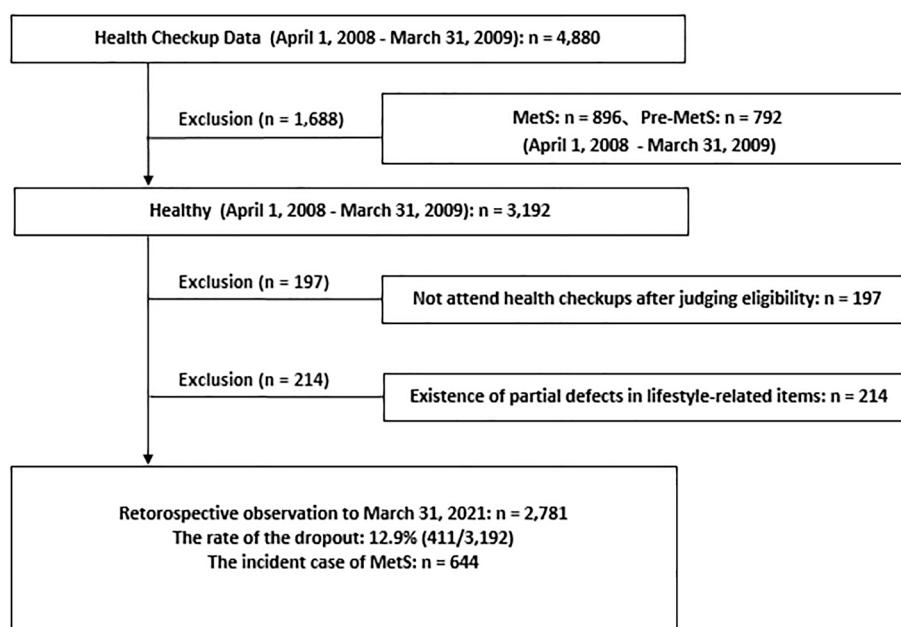 Health Checkup Data (April 1, 2008 - March 31, 2009): n = 4,880
Exclusion (n = 1,688)
MetS: n = 896、Pre-MetS: n = 792
(April 1, 2008 - March 31, 2009)
Healthy (April 1, 2008 - March 31, 2009): n = 3,192
Exclusion (n = 197)
Not attend health checkups after judging eligibility: n = 197
Exclusion (n = 214)
Existence of partial defects in lifestyle-related items: n = 214
Retorospective observation to March 31, 2021: n = 2,781
The rate of the dropout: 12.9% (411/3,192)
The incident case of MetS: n = 644